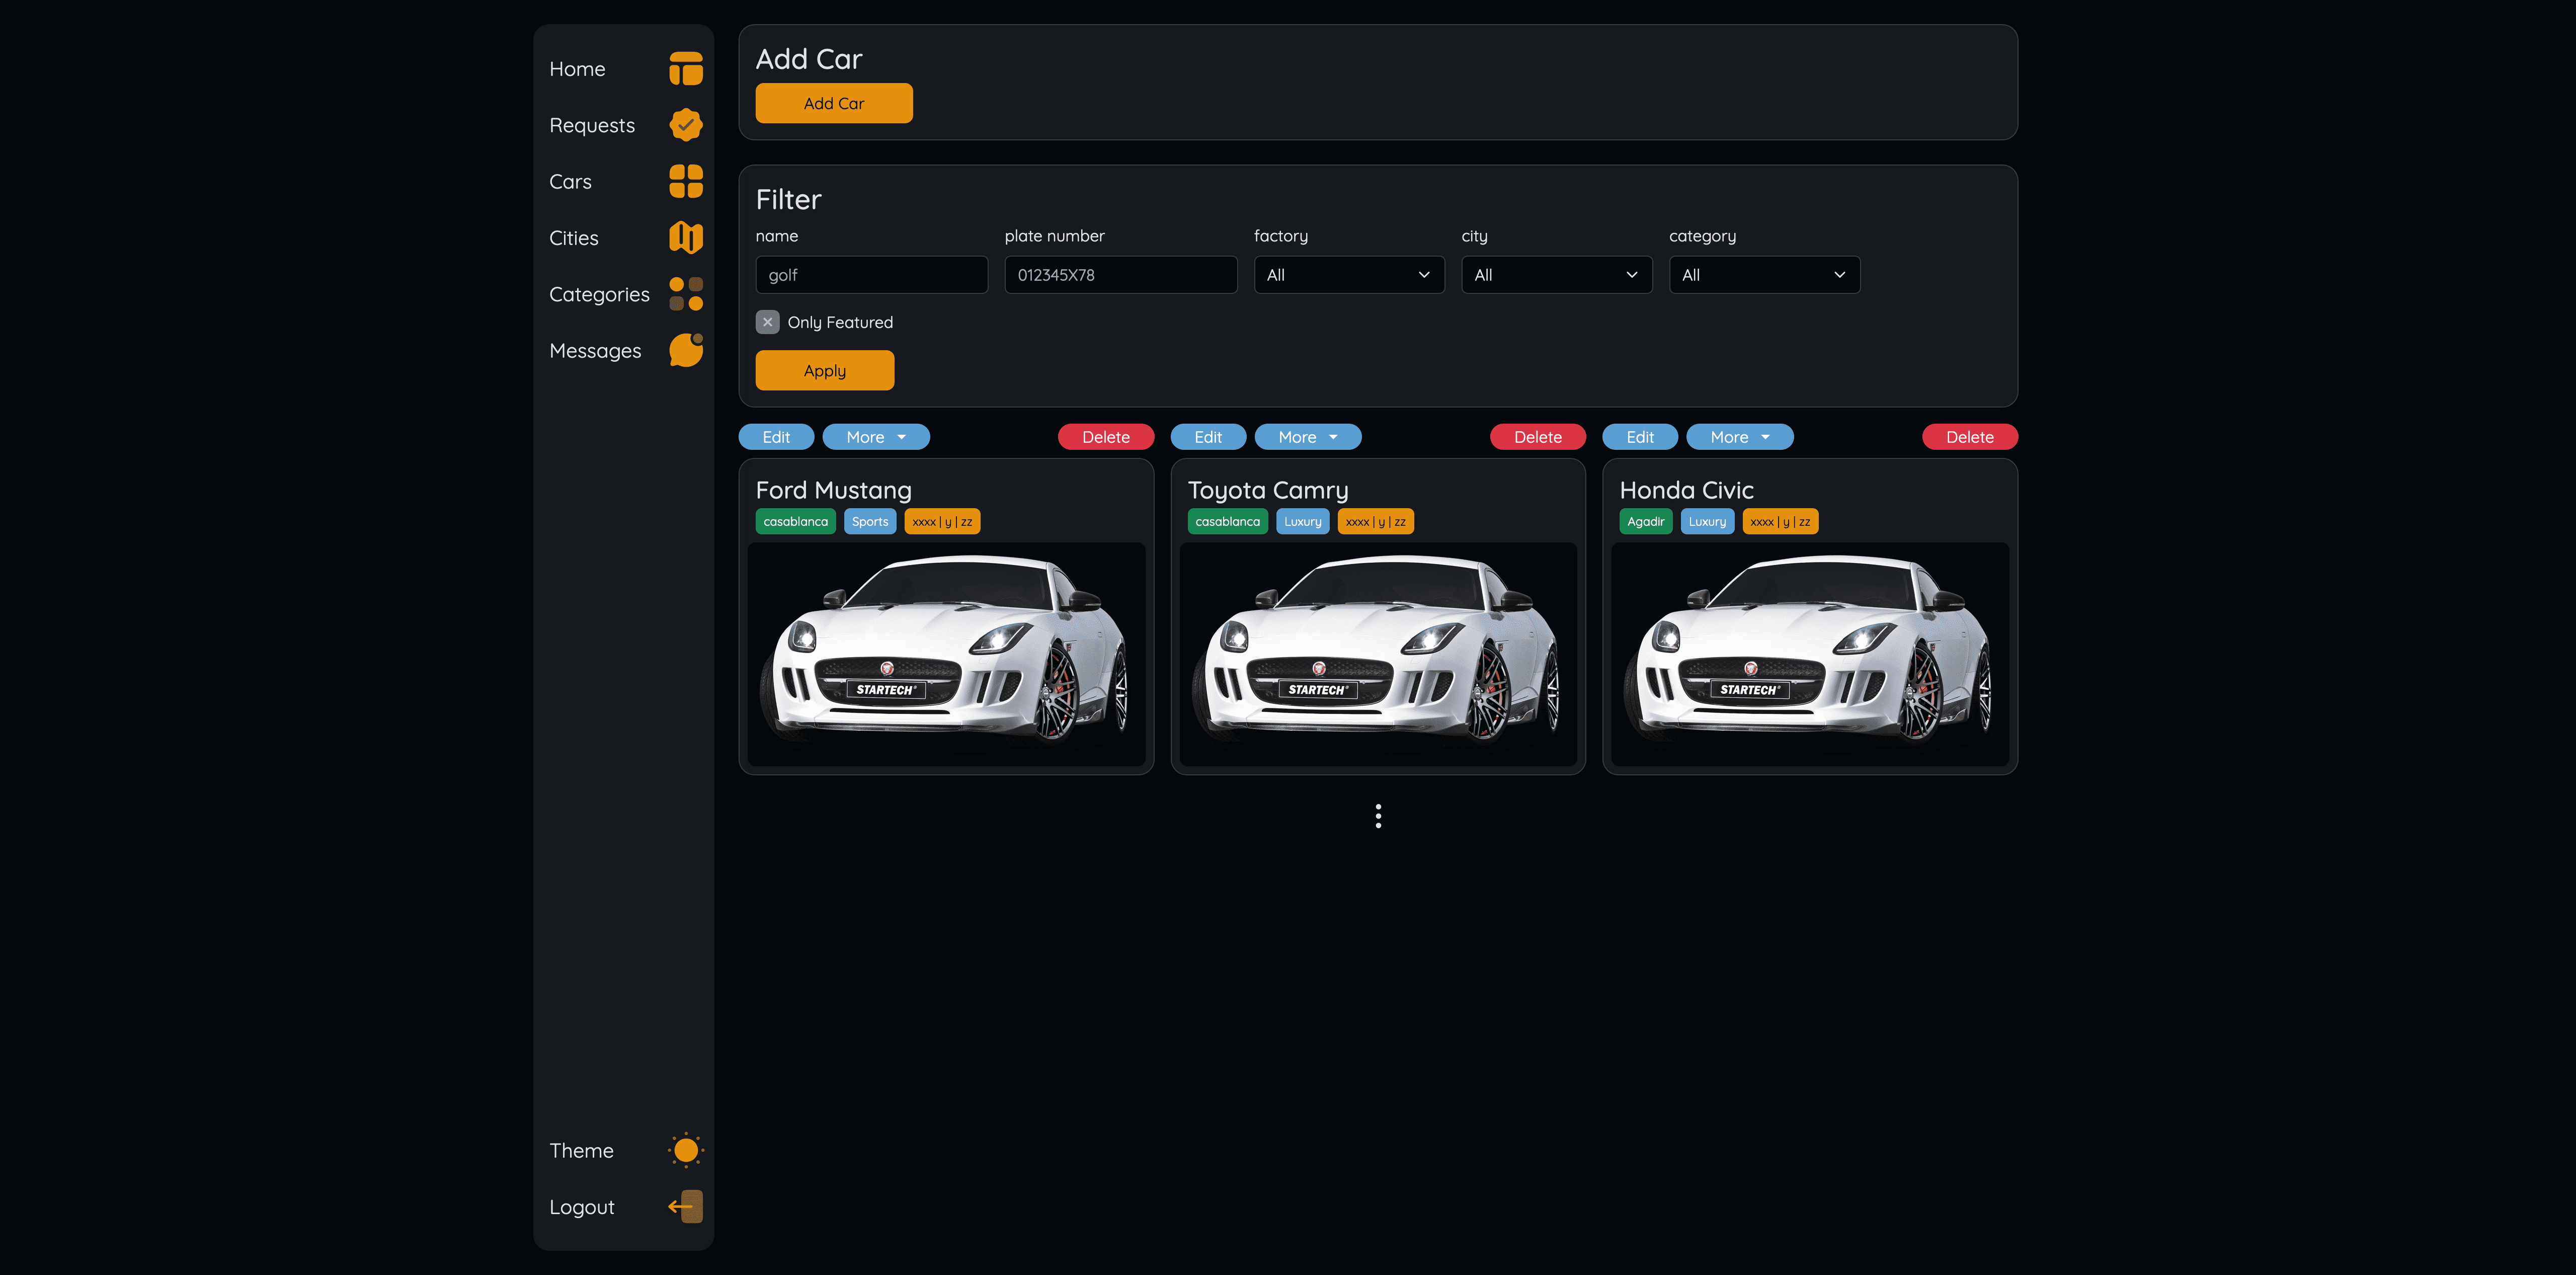 Home
Requests
Cars
Cities
Categories
Messages
Theme
Logout
Add Car
Add Car
Filter
name plate number factory city category
golf 012345X78 All All All
Only Featured
Apply
Edit More Delete Edit More Delete Edit More Delete
Ford Mustang
casablanca Sports xxxx | y | zz
STARTECH®
Toyota Camry
casablanca Luxury xxxx | y | zz
STARTECH®
Honda Civic
Agadir Luxury xxxx | y | zz
STARTECH®